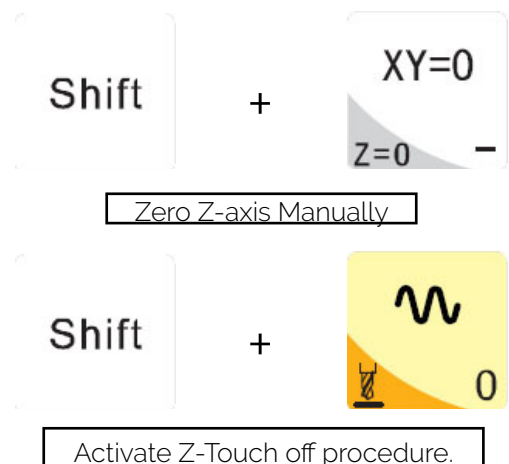 XY=0
Shift +
Z=0 -
Zero Z-axis Manually
Shift +
0
Activate Z-Touch off procedure.